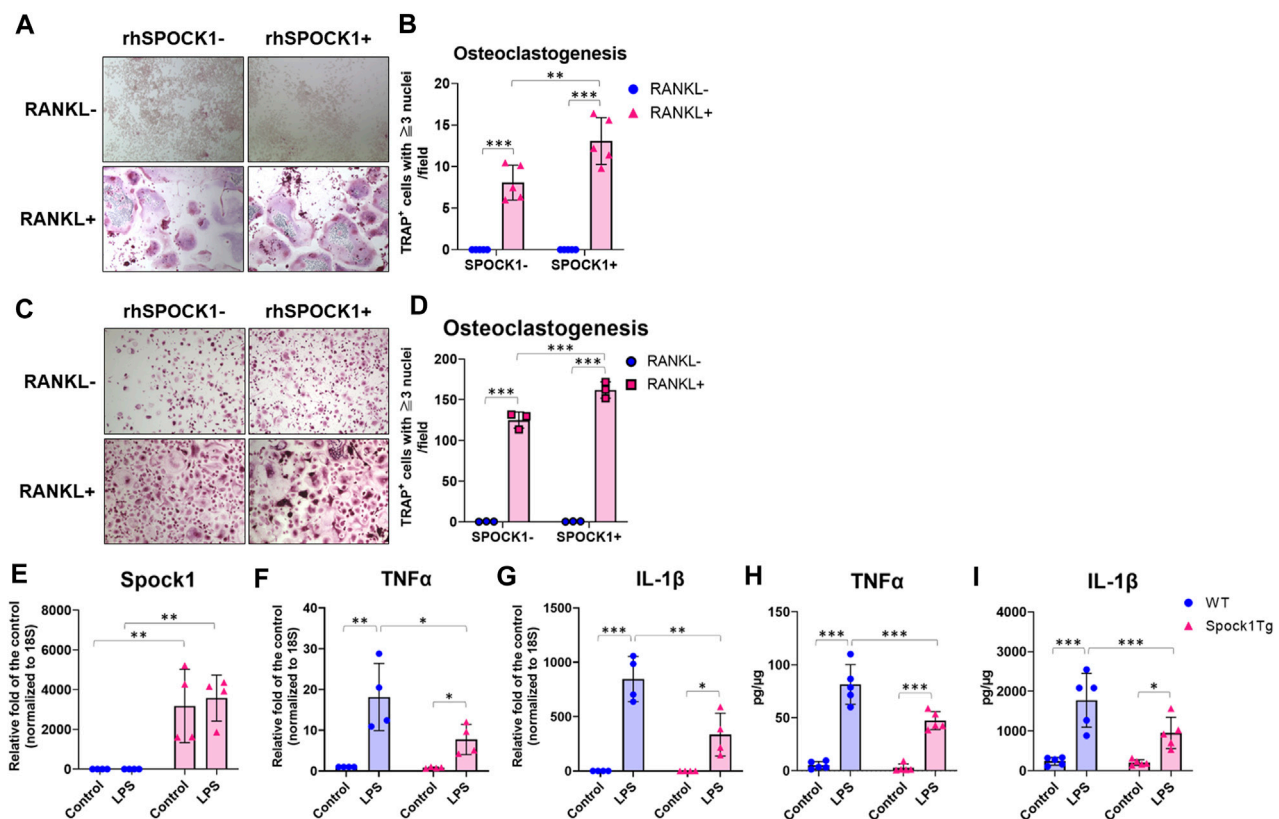 A
rhSPOCK1-
rhSPOCK1+
RANKL-
RANKL+
B
Osteoclastogenesis
TRAP⁺ cells with ≧3 nuclei
/field
20
15
10
5
0
***
**
***
RANKL-
RANKL+
SPOCK1-
SPOCK1+
C
rhSPOCK1-
rhSPOCK1+
RANKL-
RANKL+
D
Osteoclastogenesis
TRAP⁺ cells with ≧3 nuclei
/field
200
150
100
50
0
***
***
***
RANKL-
RANKL+
SPOCK1-
SPOCK1+
E
Spock1
Relative fold of the control
(normalized to 18S)
8000
6000
4000
2000
0
**
**
Control
LPS
Control
LPS
F
TNFα
Relative fold of the control
(normalized to 18S)
40
30
20
10
0
**
*
*
Control
LPS
Control
LPS
G
IL-1β
Relative fold of the control
(normalized to 18S)
1500
1000
500
0
***
**
*
Control
LPS
Control
LPS
H
TNFα
pg/μg
150
100
50
0
***
***
***
Control
LPS
Control
LPS
I
IL-1β
pg/μg
4000
3000
2000
1000
0
***
***
*
Control
LPS
Control
LPS
WT
Spock1Tg